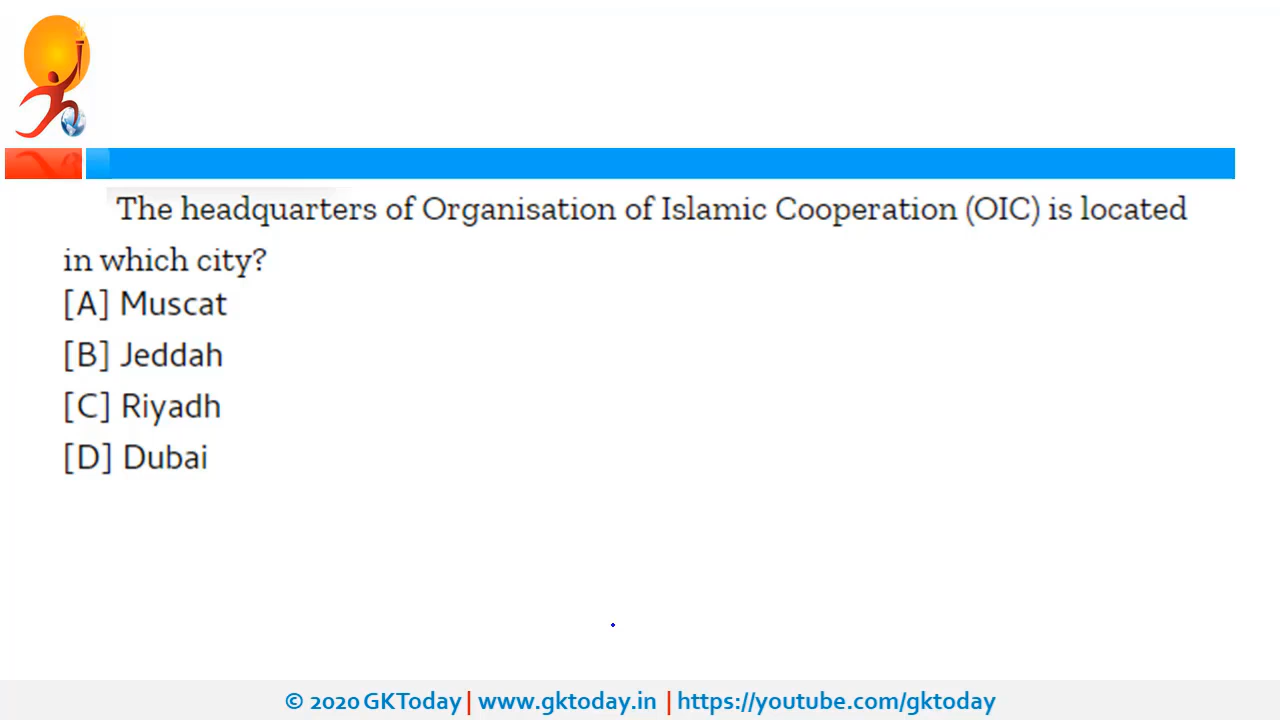 The headquarters of Organisation of Islamic Cooperation (OIC) is located
in which city?
[A] Muscat
[B] Jeddah
[C] Riyadh
[D] Dubai
© 2020 GKToday | www.gktoday.in | https://youtube.com/gktoday